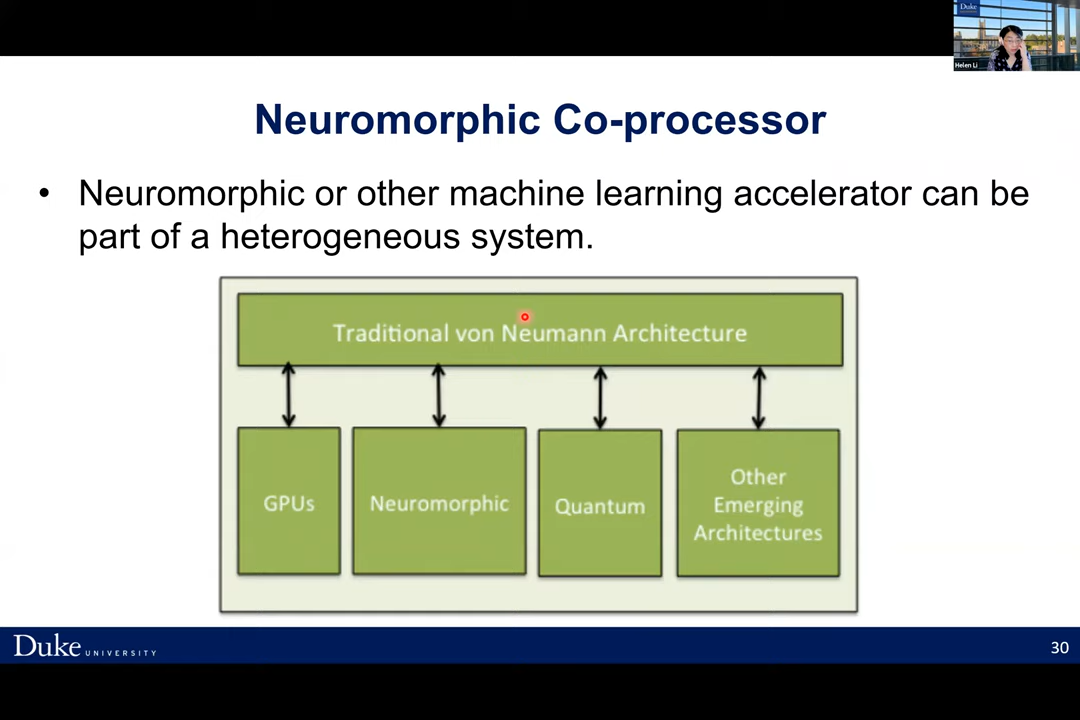 Duke
Helen Li
Neuromorphic Co-processor
• Neuromorphic or other machine learning accelerator can be
part of a heterogeneous system.
Traditional von Neumann Architecture
GPUs
Neuromorphic
Quantum
Other
Emerging
Architectures
Duke UNIVERSITY
30